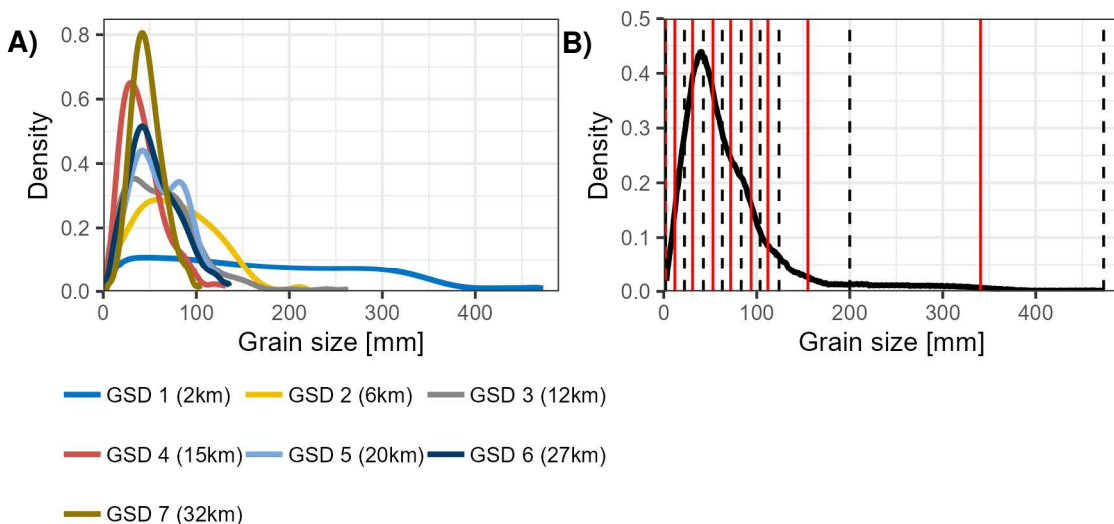 A)
0.8
0.6
0.4
0.2
0.0
Density
0 100 200 300 400
Grain size [mm]
B)
0.5
0.4
0.3
0.2
0.1
0.0
Density
0 100 200 300 400
Grain size [mm]
GSD 1 (2km) GSD 2 (6km) GSD 3 (12km)
GSD 4 (15km) GSD 5 (20km) GSD 6 (27km)
GSD 7 (32km)